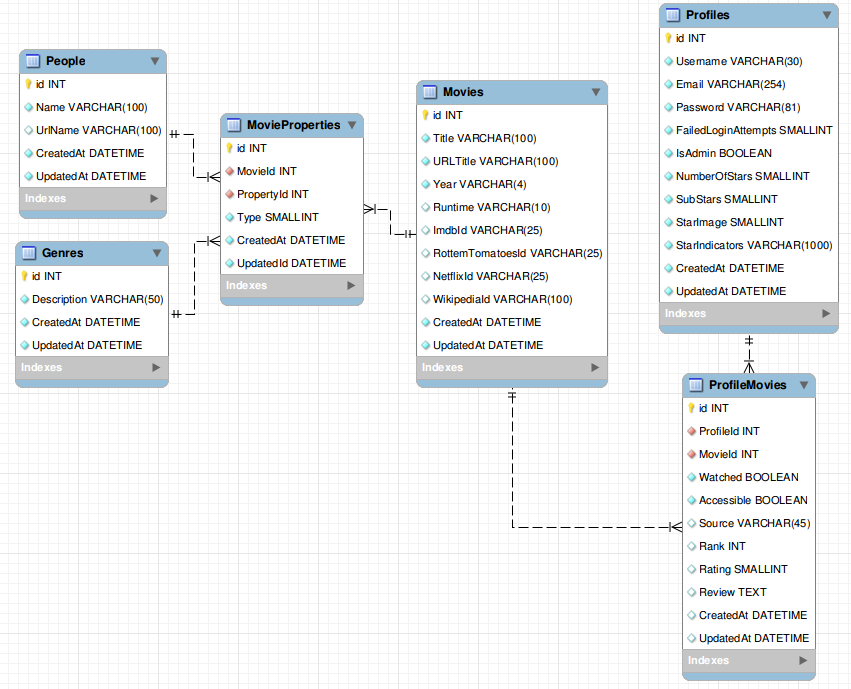 People
id INT
Name VARCHAR(100)
UrlName VARCHAR(100)
CreatedAt DATETIME
UpdatedAt DATETIME
Indexes
Genres
id INT
Description VARCHAR(50)
CreatedAt DATETIME
UpdatedAt DATETIME
Indexes
MovieProperties
id INT
MovieId INT
PropertyId INT
Type SMALLINT
CreatedAt DATETIME
UpdatedId DATETIME
Indexes
Movies
id INT
Title VARCHAR(100)
URLTitle VARCHAR(100)
Year VARCHAR(4)
Runtime VARCHAR(10)
ImdbId VARCHAR(25)
RottemTomatoesId VARCHAR(25)
NetflixId VARCHAR(25)
WikipediaId VARCHAR(100)
CreatedAt DATETIME
UpdatedAt DATETIME
Indexes
Profiles
id INT
Username VARCHAR(30)
Email VARCHAR(254)
Password VARCHAR(81)
FailedLoginAttempts SMALLINT
IsAdmin BOOLEAN
NumberOfStars SMALLINT
SubStars SMALLINT
StarImage SMALLINT
StarIndicators VARCHAR(1000)
CreatedAt DATETIME
UpdatedAt DATETIME
Indexes
ProfileMovies
id INT
ProfileId INT
MovieId INT
Watched BOOLEAN
Accessible BOOLEAN
Source VARCHAR(45)
Rank INT
Rating SMALLINT
Review TEXT
CreatedAt DATETIME
UpdatedAt DATETIME
Indexes